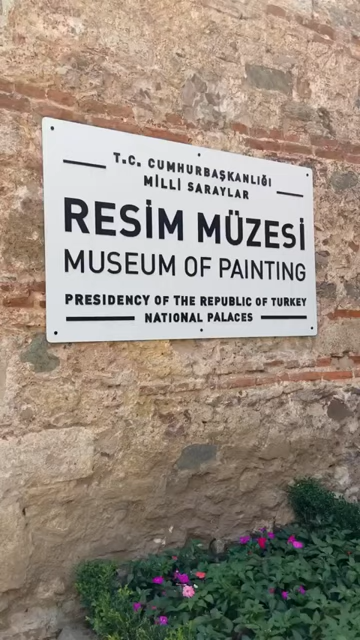 T.C. CUMHURBAŞKANLIĞI
MİLLİ SARAYLAR
RESİM MÜZESİ
MUSEUM OF PAINTING
PRESIDENCY OF THE REPUBLIC OF TURKEY
NATIONAL PALACES